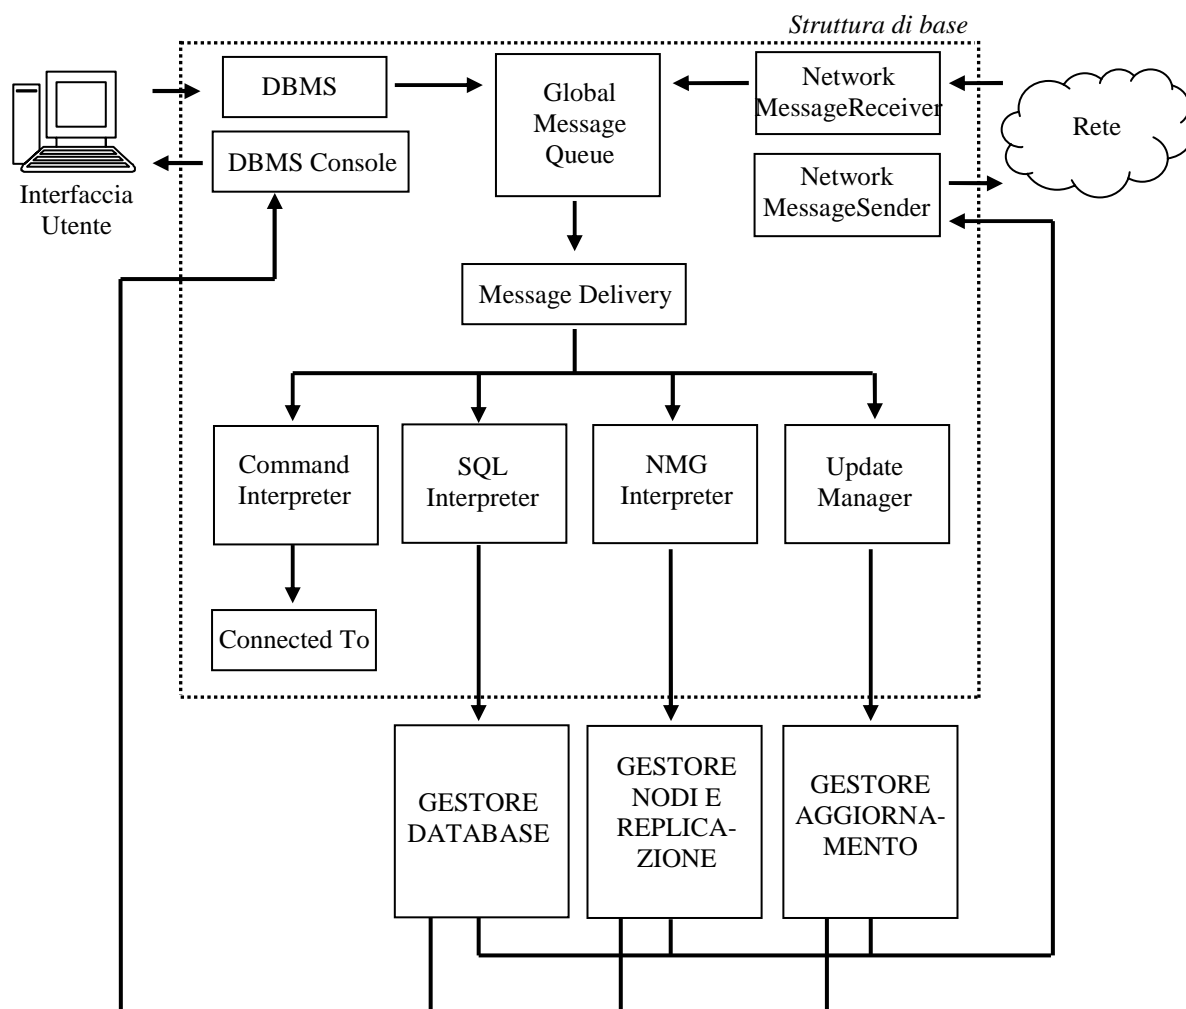 Struttura di base
DBMS
DBMS Console
Interfaccia
Utente
Global
Message
Queue
Network
MessageReceiver
Network
MessageSender
Rete
Message Delivery
Command
Interpreter
SQL
Interpreter
NMG
Interpreter
Update
Manager
Connected To
GESTORE
DATABASE
GESTORE
NODI E
REPLICA-
ZIONE
GESTORE
AGGIORNA-
MENTO